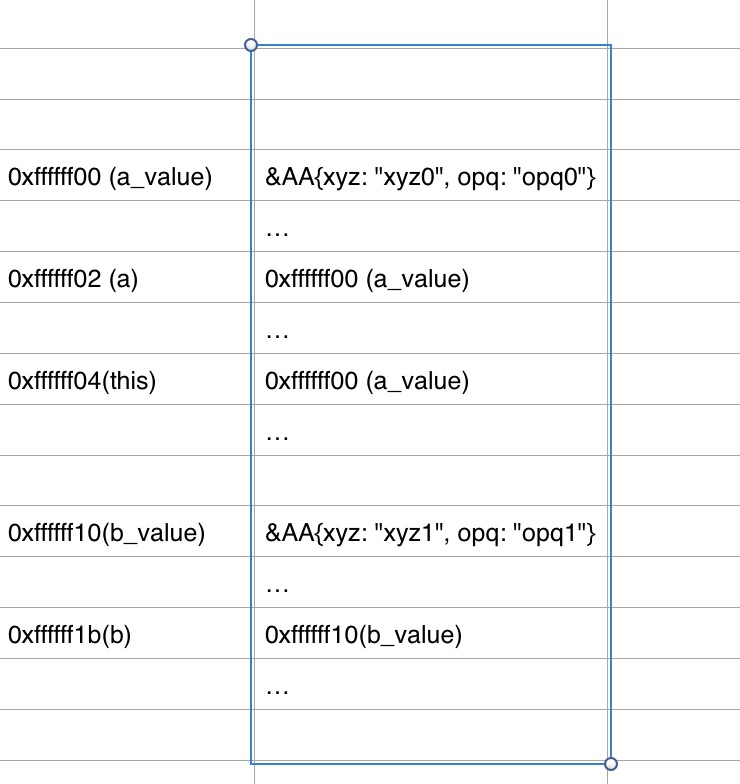 0xffffff00 (a_value) &AA{xyz: "xyz0", opq: "opq0"}
...
0xffffff02 (a) 0xffffff00 (a_value)
...
0xffffff04(this) 0xffffff00 (a_value)
...
0xffffff10(b_value) &AA{xyz: "xyz1", opq: "opq1"}
...
0xffffff1b(b) 0xffffff10(b_value)
...